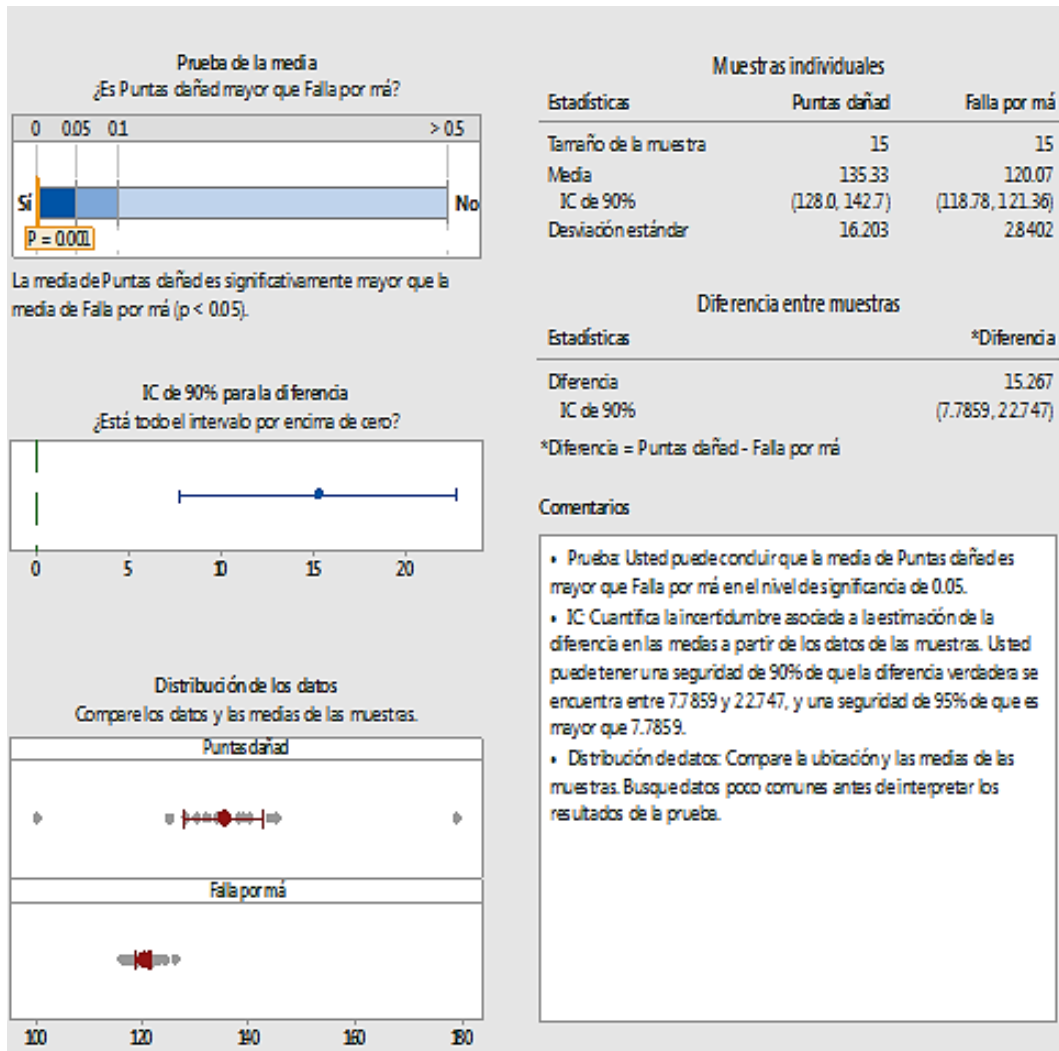 Prueba de la media
¿Es Puntas dañad mayor que Falla por má?
0 0.05 0.1 > 0.5
Sí No
P = 0.001
La media de Puntas dañad es significativamente mayor que la
media de Falla por má (p < 0.05).
IC de 90% para la diferencia
¿Está todo el intervalo por encima de cero?
0 5 10 15 20
Distribución de los datos
Compare los datos y las medias de las muestras.
Puntas dañad
Falla por má
100 120 140 160 180
Muestras individuales
Estadísticas Puntas dañad Falla por má
Tamaño de la muestra 15 15
Media 135.33 120.07
IC de 90% (128.0, 142.7) (118.78, 121.36)
Desviación estándar 16.203 2.8402
Diferencia entre muestras
Estadísticas *Diferencia
Diferencia 15.267
IC de 90% (7.7859, 22.747)
*Diferencia = Puntas dañad - Falla por má
Comentarios
• Prueba: Usted puede concluir que la media de Puntas dañad es
mayor que Falla por má en el nivel de significancia de 0.05.
• IC: Cuantifica la incertidumbre asociada a la estimación de la
diferencia en las medias a partir de los datos de las muestras. Usted
puede tener una seguridad de 90% de que la diferencia verdadera se
encuentra entre 7.7859 y 22.747, y una seguridad de 95% de que es
mayor que 7.7859.
• Distribución de datos: Compare la ubicación y las medias de las
muestras. Busque datos poco comunes antes de interpretar los
resultados de la prueba.